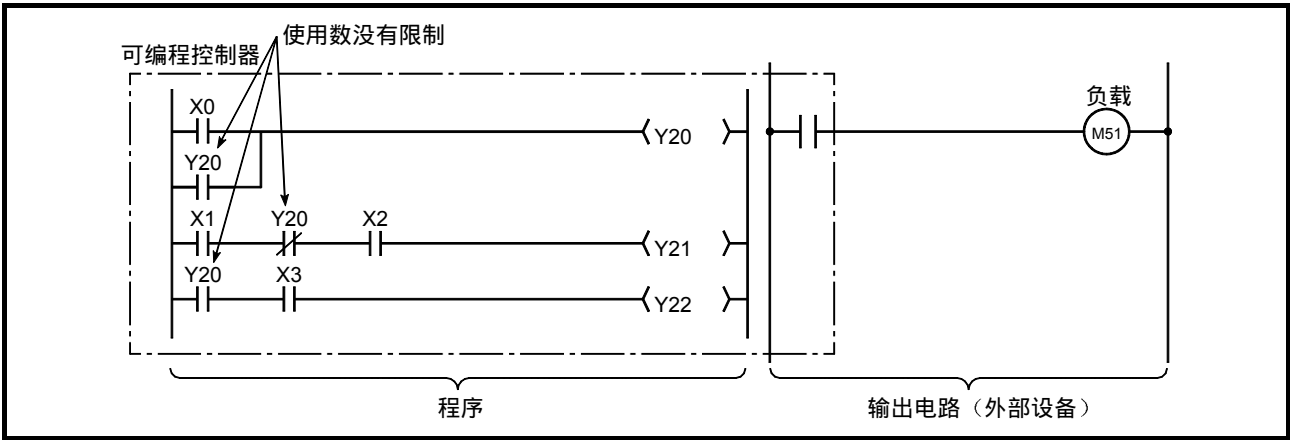 使用数没有限制
可编程控制器
负载
X0
Y20
M51
Y20
X1 Y20 X2
Y21
Y20 X3
Y22
程序
输出电路（外部设备）